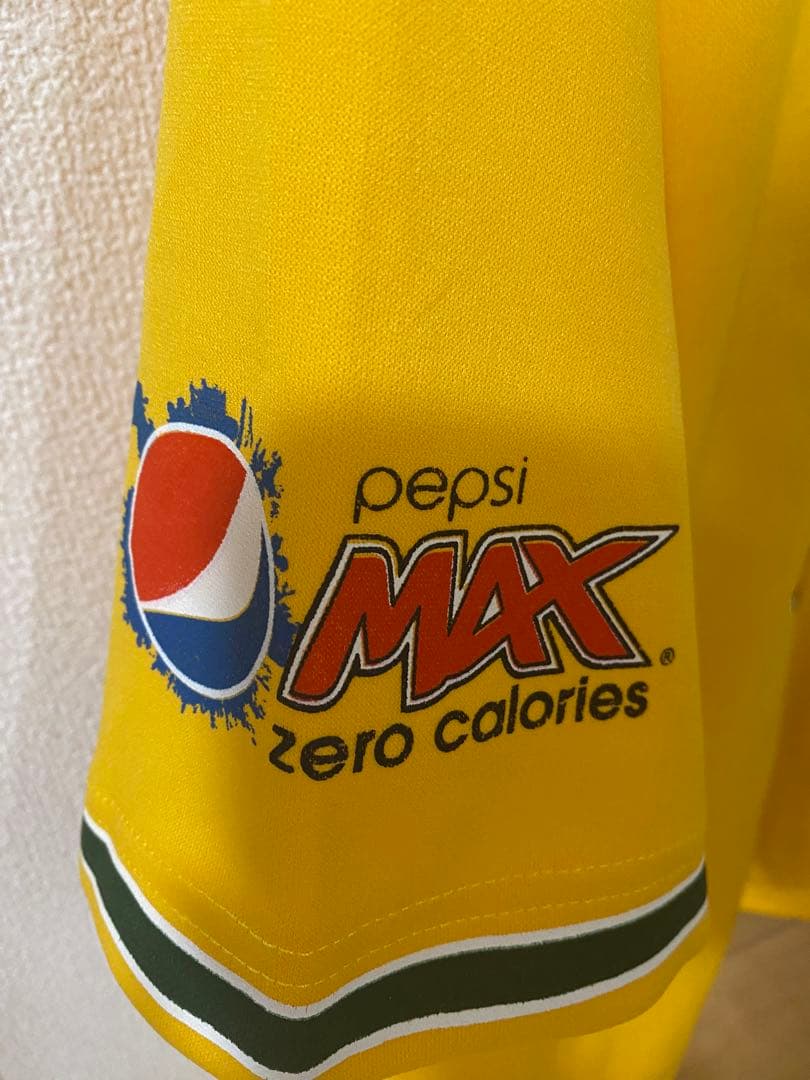 pepsi
MAX®
zero calories